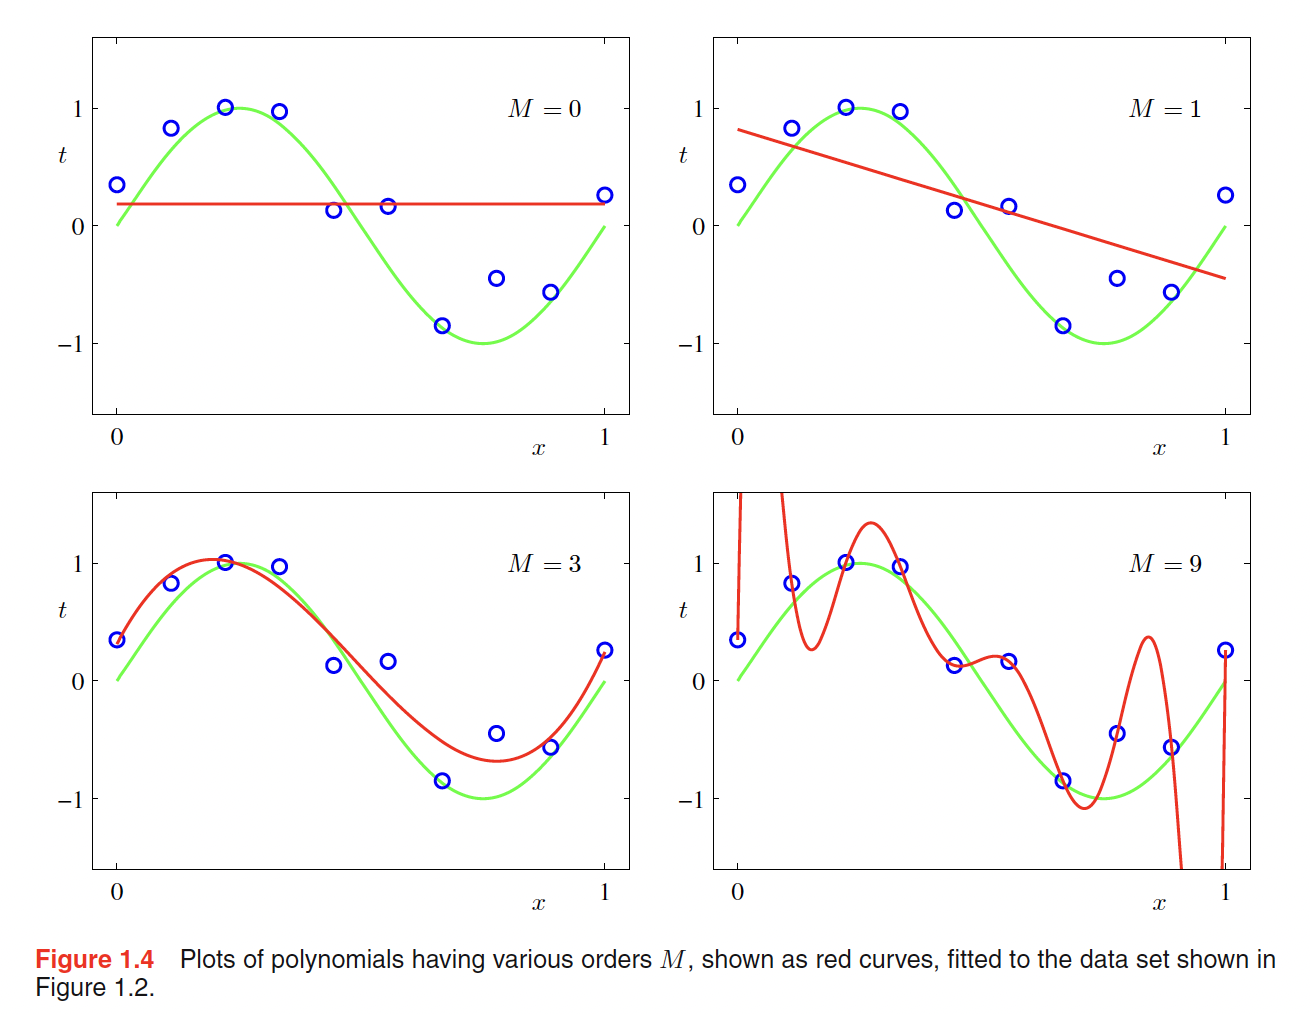 M = 0
1
t
0
−1
0
x
1
M = 1
1
t
0
−1
0
x
1
M = 3
1
t
0
−1
0
x
1
M = 9
1
t
0
−1
0
x
1
Figure 1.4 Plots of polynomials having various orders M, shown as red curves, fitted to the data set shown in
Figure 1.2.